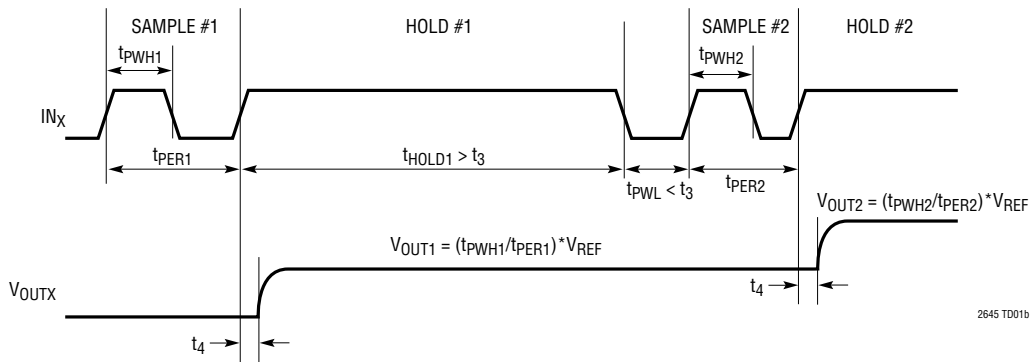 SAMPLE #1 HOLD #1 SAMPLE #2 HOLD #2
tPWH1 tPWH2
INX
tPER1 tHOLD1 > t3 tPWL < t3 tPER2
VOUT2 = (tPWH2/tPER2)*VREF
VOUT1 = (tPWH1/tPER1)*VREF
VOUTX
t4
2645 TD01b
t4